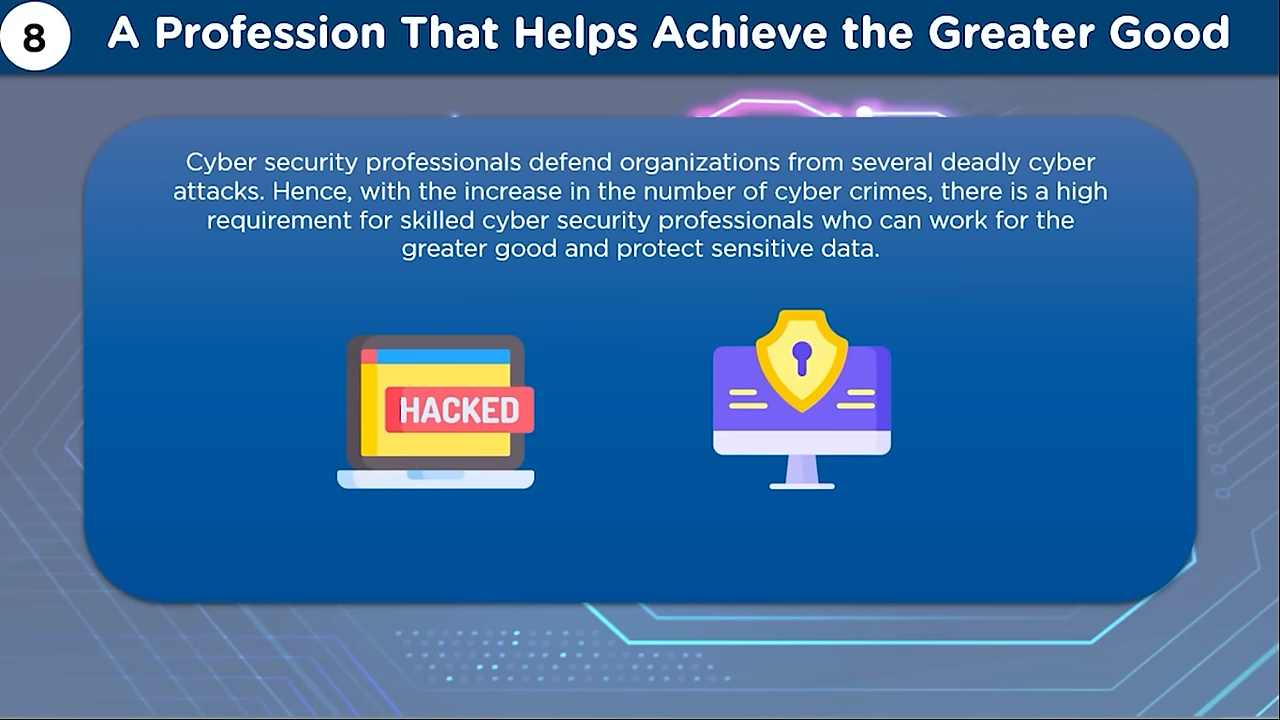 8
A Profession That Helps Achieve the Greater Good
Cyber security professionals defend organizations from several deadly cyber
attacks. Hence, with the increase in the number of cyber crimes, there is a high
requirement for skilled cyber security professionals who can work for the
greater good and protect sensitive data.
HACKED